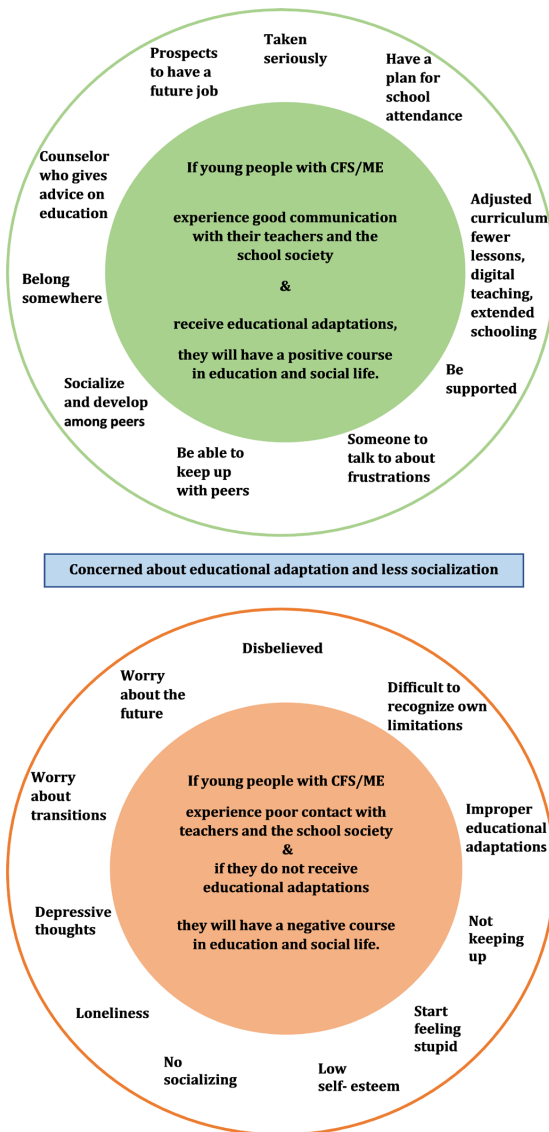 Taken
seriously
Prospects
to have a
future job
Have a
plan for
school
attendance
Counselor
who gives
advice on
education
Adjusted
curriculum
fewer
lessons,
digital
teaching,
extended
schooling
Belong
somewhere
Be
supported
Socialize
and develop
among peers
Someone to
talk to about
frustrations
Be able to
keep up
with peers
If young people with CFS/ME
experience good communication
with their teachers and the
school society
&
receive educational adaptations,
they will have a positive course
in education and social life.
Concerned about educational adaptation and less socialization
Disbelieved
Worry
about the
future
Difficult to
recognize own
limitations
Worry
about
transitions
Improper
educational
adaptations
Depressive
thoughts
Not
keeping
up
Loneliness
Start
feeling
stupid
No
socializing
Low
self- esteem
If young people with CFS/ME
experience poor contact with
teachers and the school society
&
if they do not receive
educational adaptations
they will have a negative course
in education and social life.